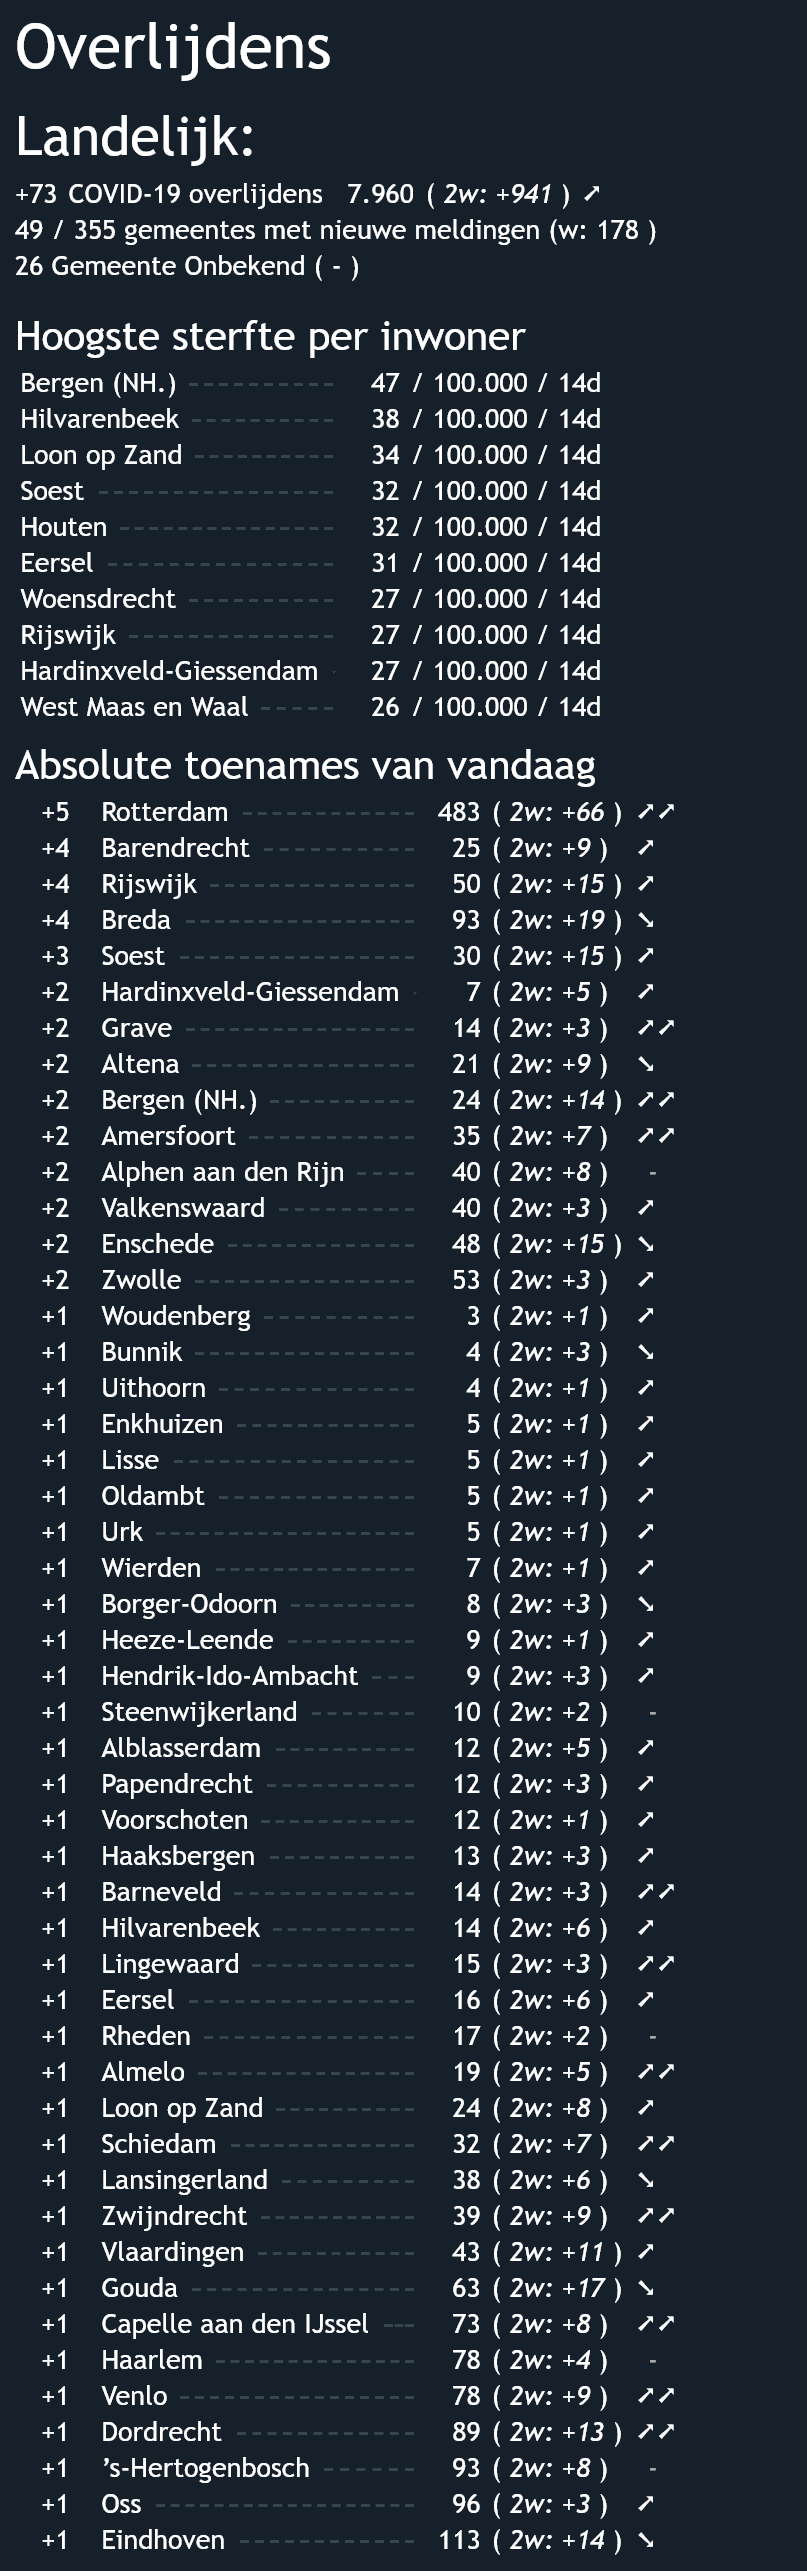 Overlijdens
Landelijk:
+73 COVID-19 overlijdens 7.960 ( 2w: +941 ) ➚
49 / 355 gemeentes met nieuwe meldingen (w: 178 )
26 Gemeente Onbekend ( - )
Hoogste sterfte per inwoner
Bergen (NH.) ---------- 47 / 100.000 / 14d
Hilvarenbeek ---------- 38 / 100.000 / 14d
Loon op Zand ---------- 34 / 100.000 / 14d
Soest ---------------- 32 / 100.000 / 14d
Houten --------------- 32 / 100.000 / 14d
Eersel ---------------- 31 / 100.000 / 14d
Woensdrecht ---------- 27 / 100.000 / 14d
Rijswijk -------------- 27 / 100.000 / 14d
Hardinxveld-Giessendam 27 / 100.000 / 14d
West Maas en Waal ----- 26 / 100.000 / 14d
Absolute toenames van vandaag
+5 Rotterdam ------------ 483 ( 2w: +66 ) ➚➚
+4 Barendrecht ---------- 25 ( 2w: +9 ) ➚
+4 Rijswijk -------------- 50 ( 2w: +15 ) ➚
+4 Breda ---------------- 93 ( 2w: +19 ) ➘
+3 Soest ---------------- 30 ( 2w: +15 ) ➚
+2 Hardinxveld-Giessendam 7 ( 2w: +5 ) ➚
+2 Grave ---------------- 14 ( 2w: +3 ) ➚➚
+2 Altena --------------- 21 ( 2w: +9 ) ➘
+2 Bergen (NH.) ---------- 24 ( 2w: +14 ) ➚➚
+2 Amersfoort ----------- 35 ( 2w: +7 ) ➚➚
+2 Alphen aan den Rijn ---- 40 ( 2w: +8 ) -
+2 Valkenswaard ---------- 40 ( 2w: +3 ) ➚
+2 Enschede ------------- 48 ( 2w: +15 ) ➘
+2 Zwolle --------------- 53 ( 2w: +3 ) ➚
+1 Woudenberg ---------- 3 ( 2w: +1 ) ➚
+1 Bunnik --------------- 4 ( 2w: +3 ) ➘
+1 Uithoorn ------------- 4 ( 2w: +1 ) ➚
+1 Enkhuizen ------------ 5 ( 2w: +1 ) ➚
+1 Lisse ---------------- 5 ( 2w: +1 ) ➚
+1 Oldambt ------------- 5 ( 2w: +1 ) ➚
+1 Urk ------------------ 5 ( 2w: +1 ) ➚
+1 Wierden -------------- 7 ( 2w: +1 ) ➚
+1 Borger-Odoorn --------- 8 ( 2w: +3 ) ➘
+1 Heeze-Leende --------- 9 ( 2w: +1 ) ➚
+1 Hendrik-Ido-Ambacht --- 9 ( 2w: +3 ) ➚
+1 Steenwijkerland ------- 10 ( 2w: +2 ) -
+1 Alblasserdam ---------- 12 ( 2w: +5 ) ➚
+1 Papendrecht ---------- 12 ( 2w: +3 ) ➚
+1 Voorschoten ----------- 12 ( 2w: +1 ) ➚
+1 Haaksbergen ---------- 13 ( 2w: +3 ) ➚
+1 Barneveld ------------ 14 ( 2w: +3 ) ➚➚
+1 Hilvarenbeek ---------- 14 ( 2w: +6 ) ➚
+1 Lingewaard ----------- 15 ( 2w: +3 ) ➚➚
+1 Eersel ---------------- 16 ( 2w: +6 ) ➚
+1 Rheden -------------- 17 ( 2w: +2 ) -
+1 Almelo --------------- 19 ( 2w: +5 ) ➚➚
+1 Loon op Zand ---------- 24 ( 2w: +8 ) ➚
+1 Schiedam ------------- 32 ( 2w: +7 ) ➚➚
+1 Lansingerland --------- 38 ( 2w: +6 ) ➘
+1 Zwijndrecht ----------- 39 ( 2w: +9 ) ➚➚
+1 Vlaardingen ----------- 43 ( 2w: +11 ) ➚
+1 Gouda --------------- 63 ( 2w: +17 ) ➘
+1 Capelle aan den IJssel --- 73 ( 2w: +8 ) ➚➚
+1 Haarlem -------------- 78 ( 2w: +4 ) -
+1 Venlo ---------------- 78 ( 2w: +9 ) ➚➚
+1 Dordrecht ------------ 89 ( 2w: +13 ) ➚➚
+1 's-Hertogenbosch ------ 93 ( 2w: +8 ) -
+1 Oss ------------------ 96 ( 2w: +3 ) ➚
+1 Eindhoven ------------ 113 ( 2w: +14 ) ➘